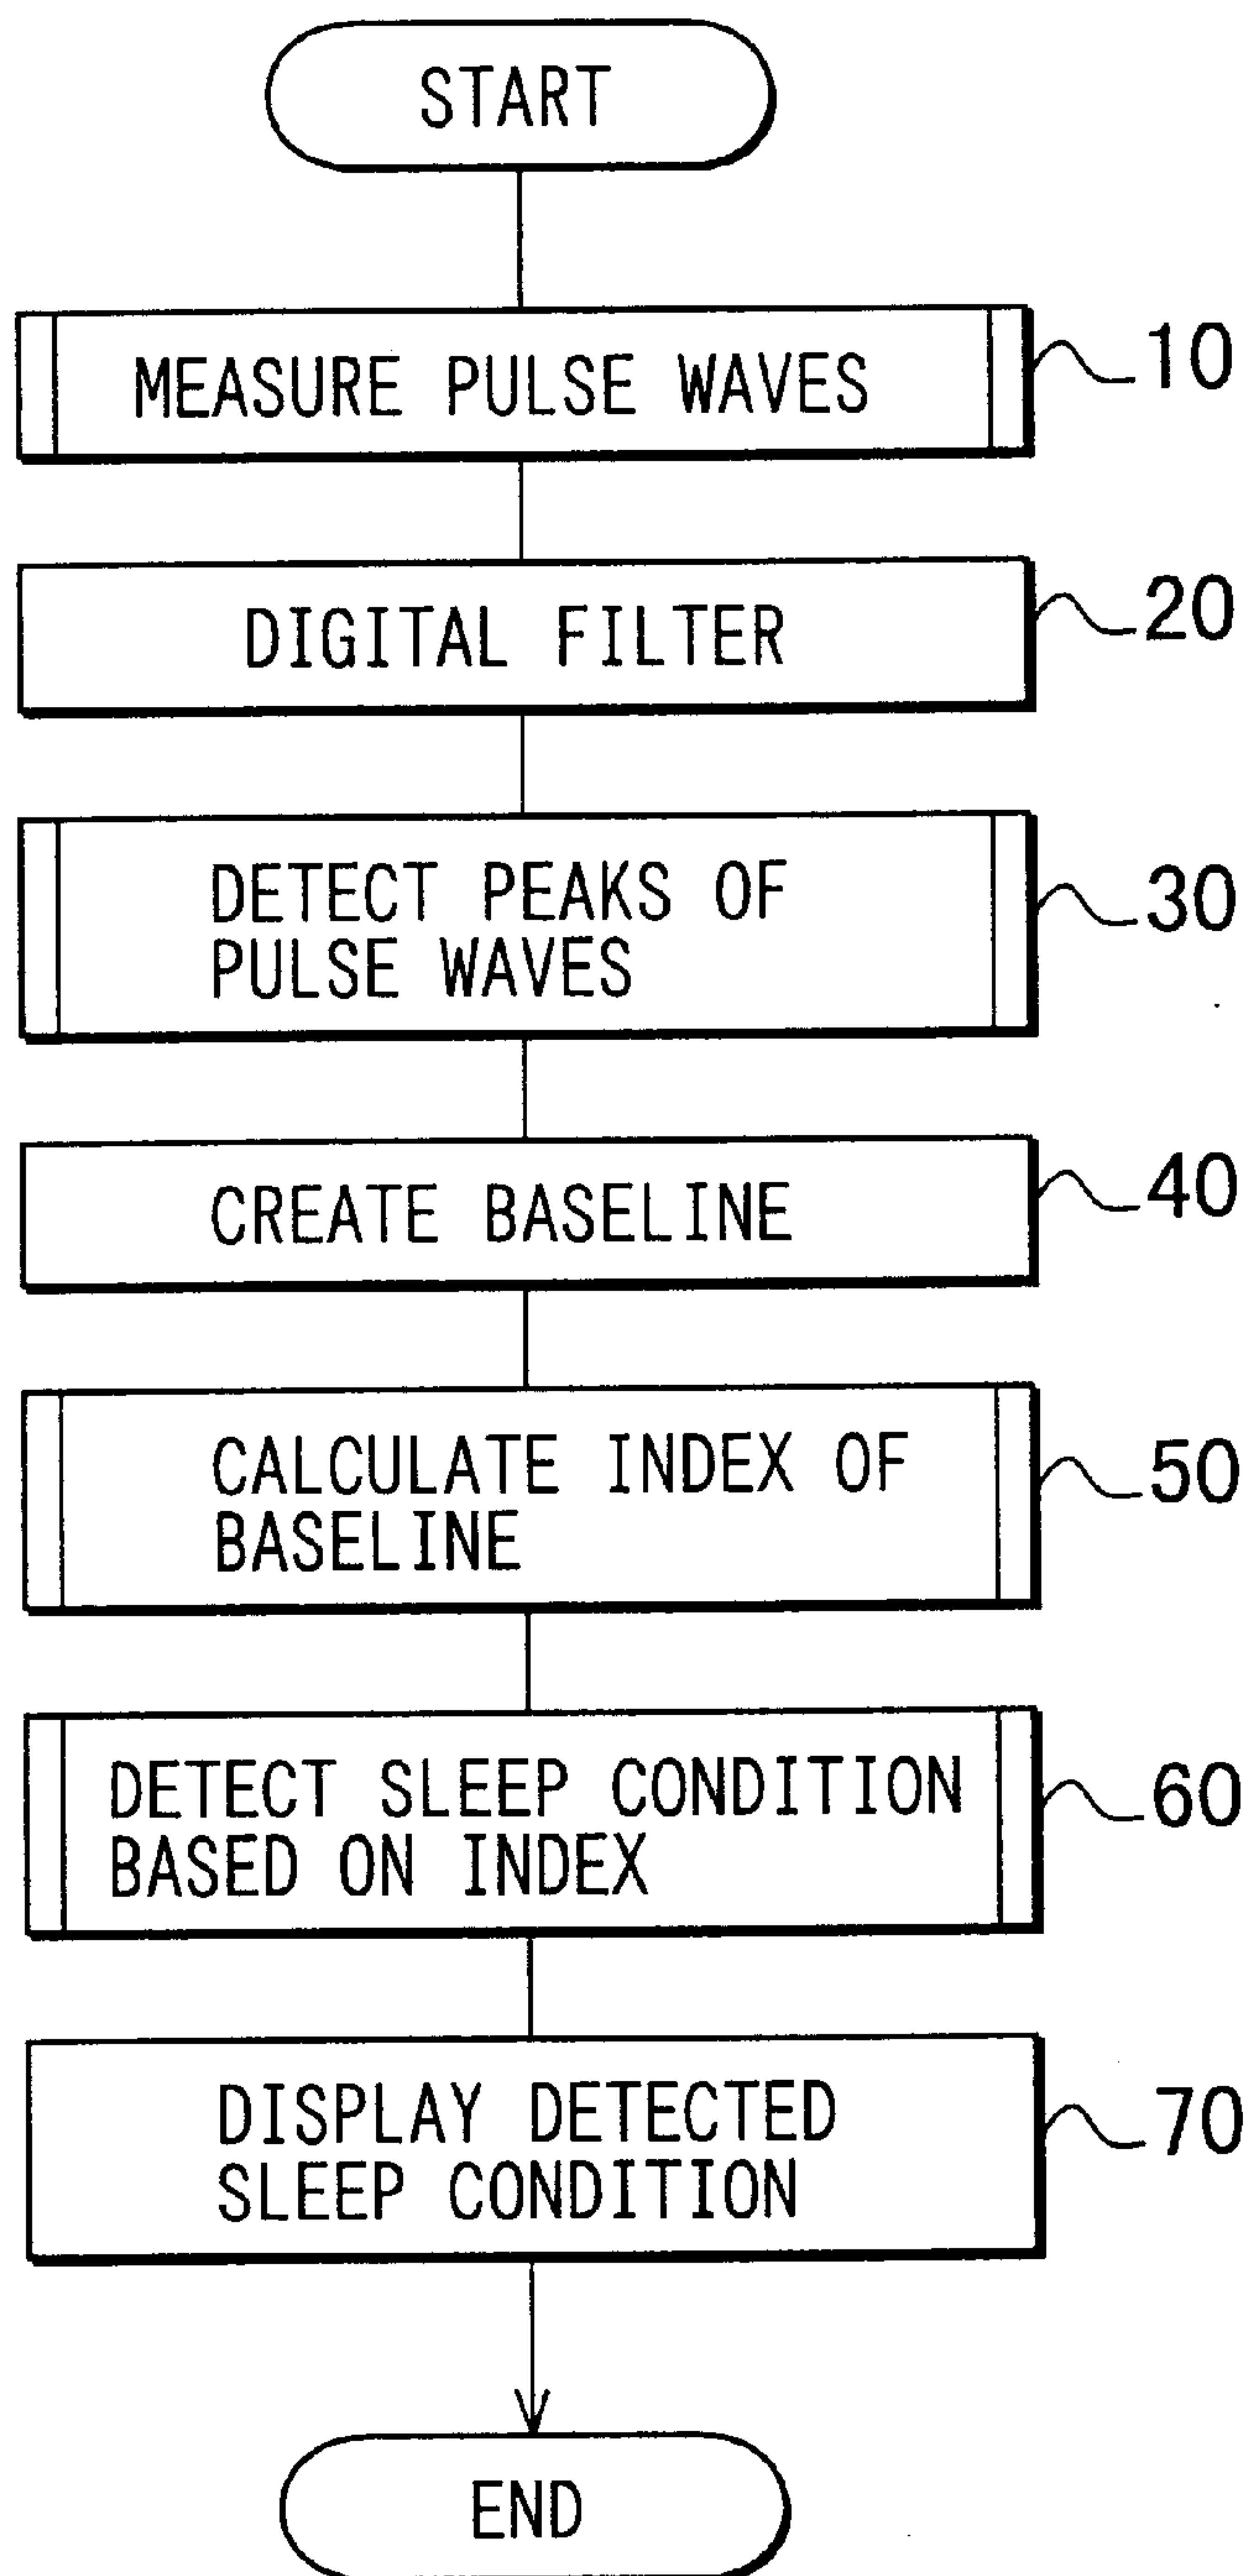 START
MEASURE PULSE WAVES
10
DIGITAL FILTER
20
DETECT PEAKS OF
PULSE WAVES
30
CREATE BASELINE
40
CALCULATE INDEX OF
BASELINE
50
DETECT SLEEP CONDITION
BASED ON INDEX
60
DISPLAY DETECTED
SLEEP CONDITION
70
END